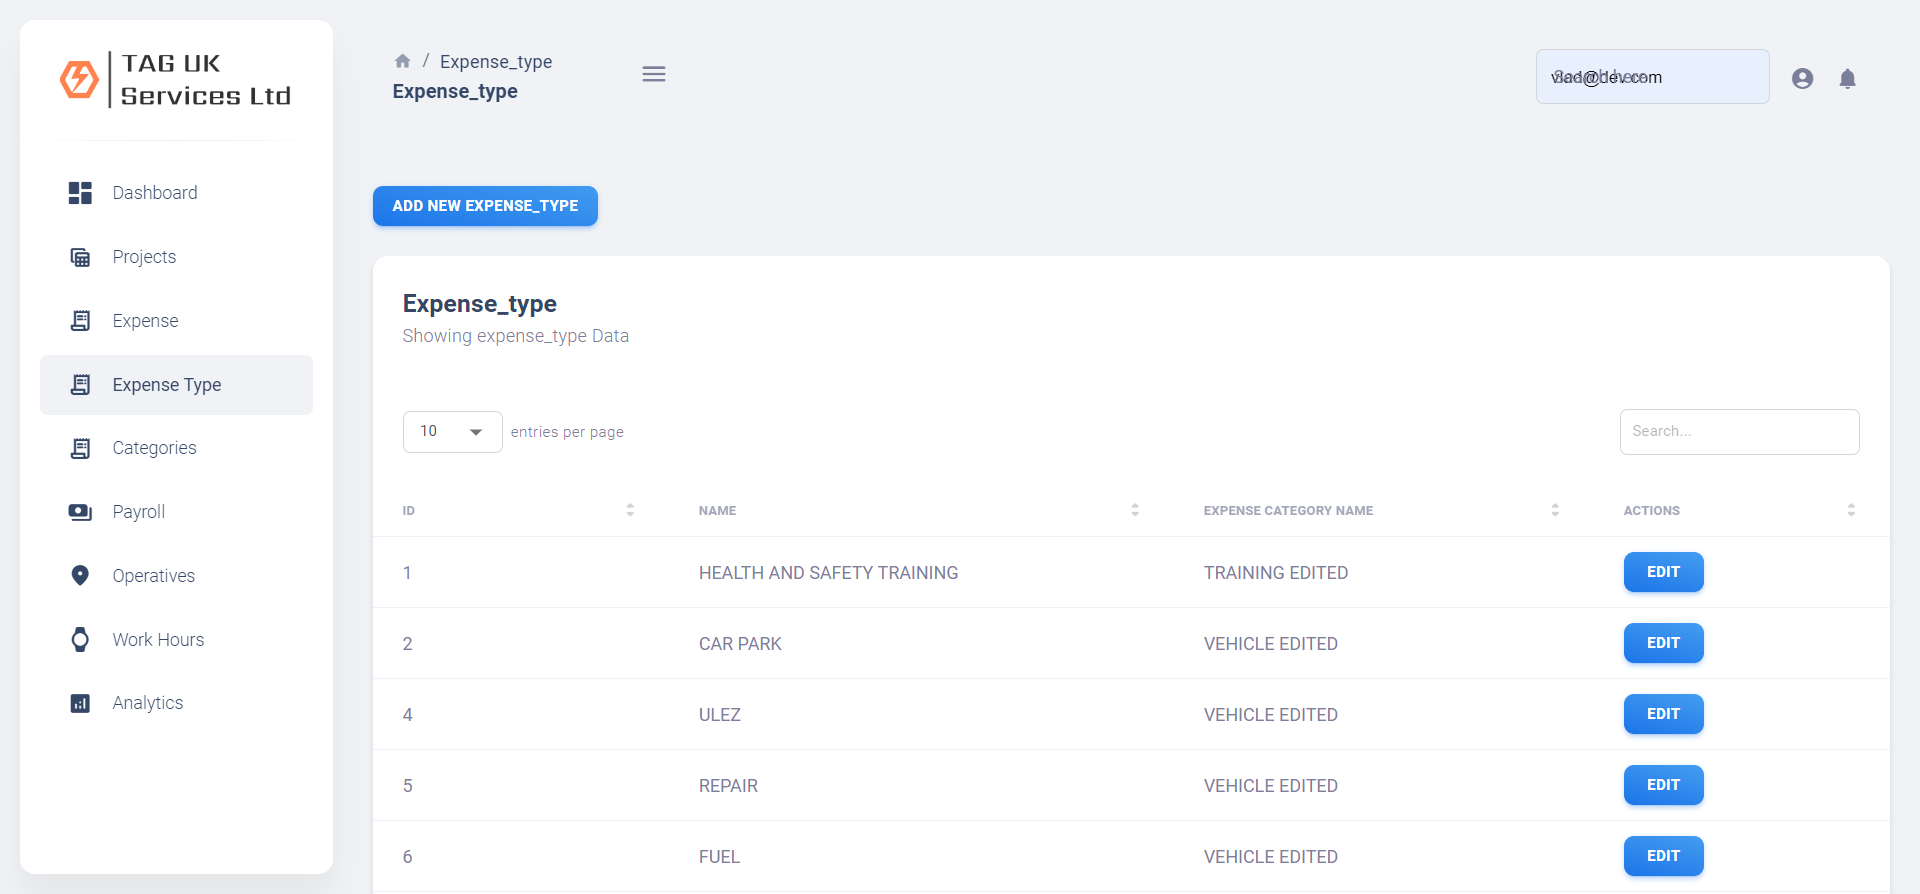 TAG UK
Services Ltd
Dashboard
Projects
Expense
Expense Type
Categories
Payroll
Operatives
Work Hours
Analytics
/ Expense_type
Expense_type
ADD NEW EXPENSE_TYPE
Expense_type
Showing expense_type Data
10 entries per page
Search...
ID NAME EXPENSE CATEGORY NAME ACTIONS
1 HEALTH AND SAFETY TRAINING TRAINING EDITED EDIT
2 CAR PARK VEHICLE EDITED EDIT
4 ULEZ VEHICLE EDITED EDIT
5 REPAIR VEHICLE EDITED EDIT
6 FUEL VEHICLE EDITED EDIT